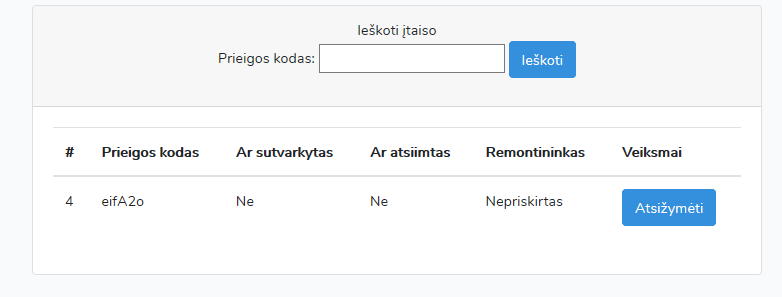 Ieškoti įtaiso
Prieigos kodas: Ieškoti
# Prieigos kodas Ar sutvarkytas Ar atsiimtas Remontininkas Veiksmai
4 eifA2o Ne Ne Nepriskirtas Atsižymėti